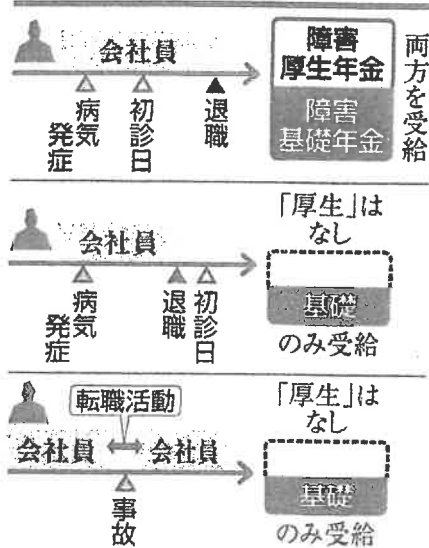 会社員
病気発症
初診日
退職
障害
厚生年金
障害
基礎年金
両方を受給
会社員
病気発症
退職
初診日
「厚生」は
なし
基礎
のみ受給
転職活動
会社員
会社員
事故
「厚生」は
なし
基礎
のみ受給